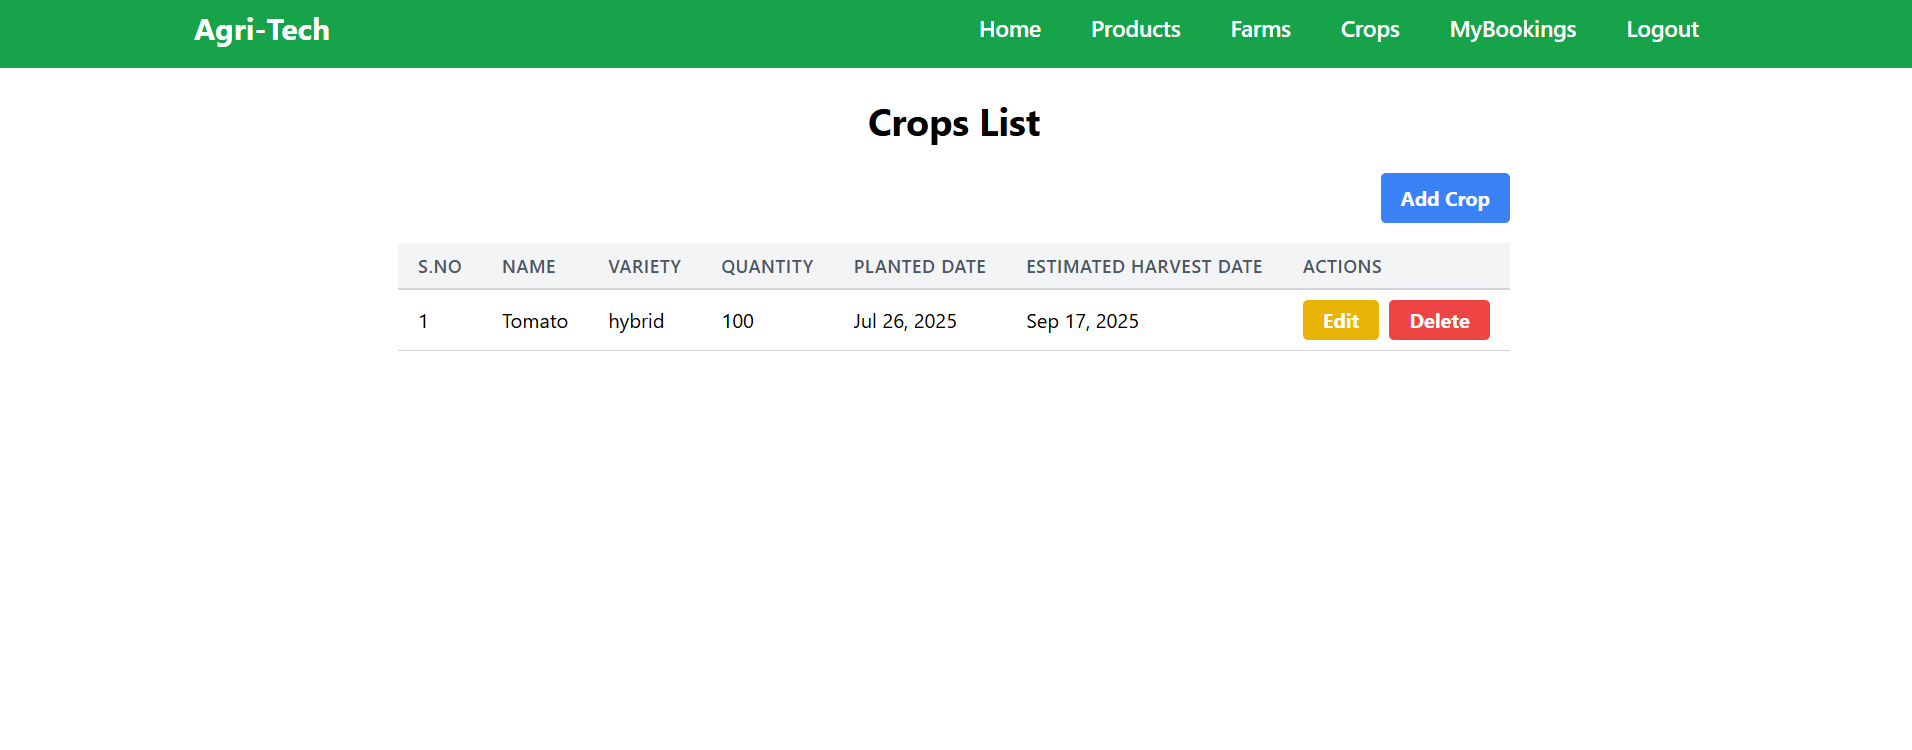 Agri-Tech Home Products Farms Crops MyBookings Logout
Crops List
Add Crop
S.NO NAME VARIETY QUANTITY PLANTED DATE ESTIMATED HARVEST DATE ACTIONS
1 Tomato hybrid 100 Jul 26, 2025 Sep 17, 2025 Edit Delete